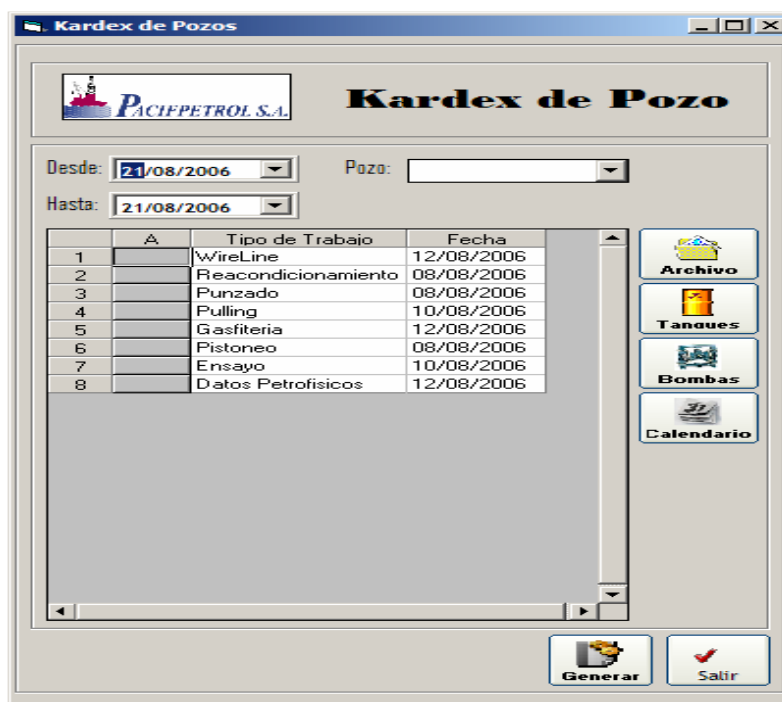 Kardex de Pozos
PACIFPETROL S.A.
Kardex de Pozo
Desde: 21/08/2006 Pozo:
Hasta: 21/08/2006
A Tipo de Trabajo Fecha
1 WireLine 12/08/2006
2 Reacondicionamiento 08/08/2006
3 Punzado 08/08/2006
4 Pulling 10/08/2006
5 Gasfiteria 12/08/2006
6 Pistoneo 08/08/2006
7 Ensayo 10/08/2006
8 Datos Petrofisicos 12/08/2006
Archivo
Tanques
Bombas
31
Calendario
Generar
Salir